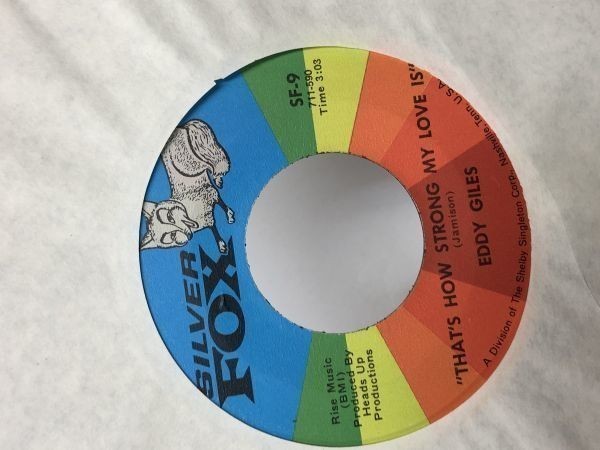 SILVER
FOX
Rise Music
(BMI)
Produced By
Heads Up
Productions
SF-9
711-590
Time 3:03
"THAT'S HOW STRONG MY LOVE IS"
(Jamison)
EDDY GILES
A Division of The Shelby Singleton Corp., Nashville, Tenn. U.S.A.